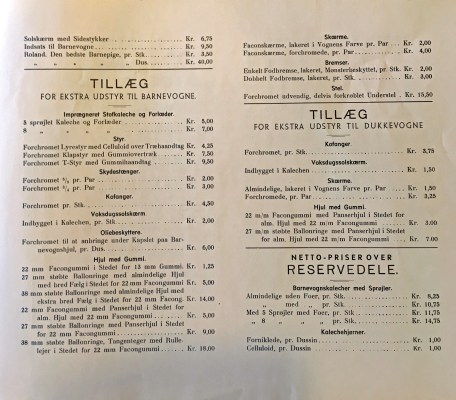 Solskærm med Sidestykker .......... Kr. 6,75
Indsats til Barnevogne .......... Kr. 9,50
Roland. Den hedste Barnepige, pr. Stk. .......... Kr. 3,50
„ „ „ „ „ Dus. .......... Kr. 40,00
TILLÆG
FOR EKSTRA UDSTYR TIL BARNEVOGNE.
Imprægneret Stofkaleche og Forlæder.
5 sprøjlet Kaleche og Forlæder .......... Kr. 5,00
8 „ „ „ „ .......... Kr. 7,00
Styr.
Forchromet Lyrestyr med Celluloid over Træhaandtag Kr. 4,25
Forchromet Klapstyr med Gummiovertræk .......... Kr. 7,50
Forchromet T-Styr med Gummihandtag .......... Kr. 9,50
Skydestænger.
Forchromet pr. Par .......... Kr. 2,00
Forchromet pr. Par .......... Kr. 3,00
Kofanger.
Forchromet, pr. Stk. .......... Kr. 4,50
Voksdugssolskærm
Indbygget i Kalechen, pr. Stk. .......... Kr. 2,00
Oliebeskyttere.
Forchromet til at anbringe under Kapslet paa Bar-
nevognshjul, pr. Dus. .......... Kr. 6,00
Hjul med Gummi.
22 mm Facongummi i Stedet for 18 mm Gummi. Kr. 1,25
27 mm støbte Ballonringe med almindelige Hjul
med bred Fælg i Stedet for 22 mm Facongummi Kr. 5,00
38 mm støbte Ballonringe med almindelige Hjul med
ekstra bred Fælg i Stedet for 22 mm Facong. Kr. 14,00
22 mm Facongummi med Panserhjul i Stedet for
alm. Hjul med 22 mm Facongummi .......... Kr. 5,00
27 mm støbte Ballonringe med Panserhjul i Stedet
for 22 mm Facongummi .......... Kr. 9,00
38 mm støbte Ballonringe, Tangenteger med Rulle-
lejer i Stedet for 22 mm Facongummi .......... Kr. 18,00
Skærme.
Faconskærme, lakeret i Vognens Farve pr. Par .......... Kr. 2,00
Faconskærme, forchromede, pr. Par .......... Kr. 4,00
Bremser.
Enkelt Fodbremse, lakeret, Mønsterbeskyttet, pr. Stk. Kr. 2,00
Dobbelt Fodbremse, lakeret, pr. Stk. .......... Kr. 3,00
Stel.
Forchromet udvendig, delvis forkroblet Understel . Kr. 15,50
TILLÆG
FOR EKSTRA UDSTYR TIL DUKKEVOGNE
Kofanger.
Forchromet, pr. Stk. .......... Kr. 3,75
Voksdugssolskærm.
Indbygget i Kalechen .......... Kr. 1,50
Skærme.
Almindelige, lakeret i Vognens Farve pr. Par .......... Kr. 1,50
Forchromede, pr. Par .......... Kr. 3,25
Hjul med Gummi.
22 m/m Facongummi med Panserhjul i Stedet for
alm. Hjul med 22 m/m Facongummi .......... Kr. 3.00
27 m/m støbte Ballonringe med Panserhjul i Stedet for
for alm. Hjul med 22 m/m Facongummi .......... Kr. 7.00
NETTO-PRISER OVER
RESERVEDELE.
Barnevognskalecher med Sprøjler.
Almindelige uden Foer, pr. Stk. .......... Kr. 8,25
„ med „ pr. Stk. .......... Kr. 10,75
Med 5 Sprøjler med Foer, pr. Stk. .......... Kr. 11,75
„ 8 „ „ „ pr. Stk. .......... Kr. 14,75
Kalechehjerner.
Forniklede, pr. Dussin .......... Kr. 1,00
Celluloid, pr. Dussin .......... Kr. 1,00